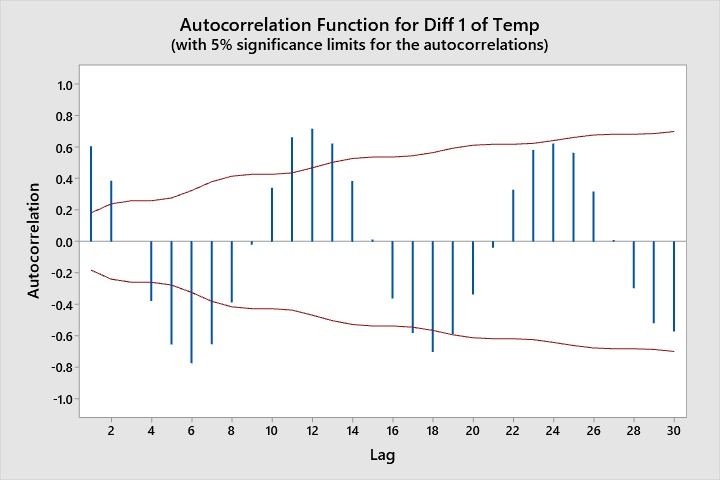 Autocorrelation Function for Diff 1 of Temp
(with 5% significance limits for the autocorrelations)
1.0
0.8
0.6
0.4
0.2
0.0
-0.2
-0.4
-0.6
-0.8
-1.0
Autocorrelation
2 4 6 8 10 12 14 16 18 20 22 24 26 28 30
Lag